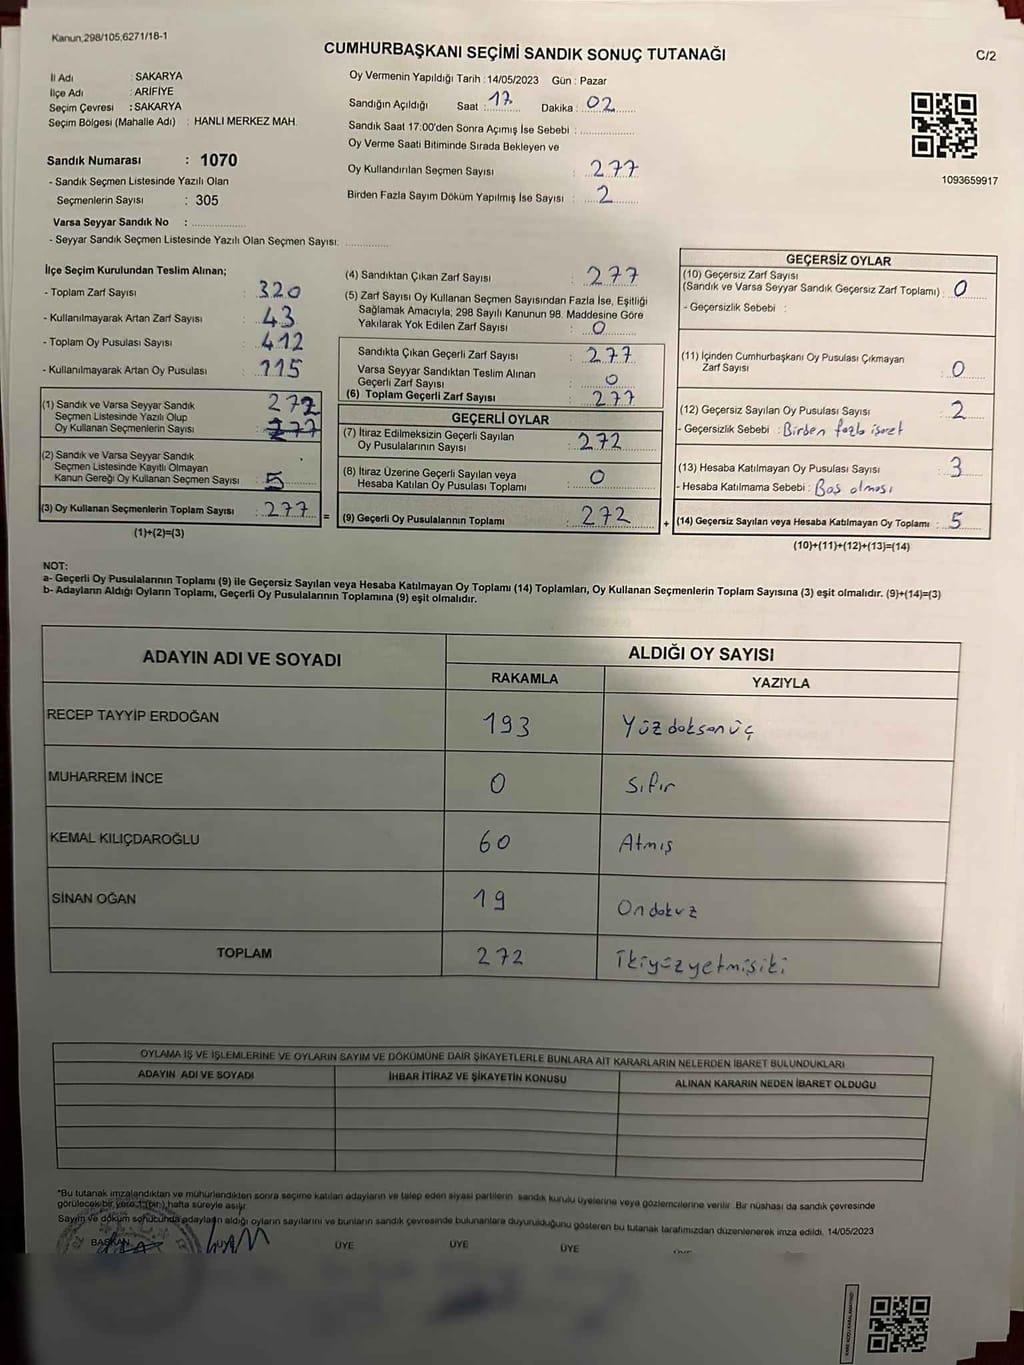 Kanun,298/105,6271/18-1
CUMHURBAŞKANI SEÇİMİ SANDIK SONUÇ TUTANAĞI
C/2
İl Adı : SAKARYA
İlçe Adı : ARİFİYE
Seçim Çevresi : SAKARYA
Seçim Bölgesi (Mahalle Adı) : HANLI MERKEZ MAH.
Sandık Numarası : 1070
- Sandık Seçmen Listesinde Yazılı Olan
Seçmenlerin Sayısı : 305
Varsa Seyyar Sandık No :
- Seyyar Sandık Seçmen Listesinde Yazılı Olan Seçmen Sayısı:
Oy Vermenin Yapıldığı Tarih : 14/05/2023 Gün : Pazar
Sandığın Açıldığı Saat : 17 Dakika : 02
Sandık Saat 17:00'den Sonra Açımış İse Sebebi :
Oy Verme Saati Bitiminde Sırada Bekleyen ve
Oy Kullandırılan Seçmen Sayısı : 277
Birden Fazla Sayım Döküm Yapılmış İse Sayısı : 2
1093659917
İlçe Seçim Kurulundan Teslim Alınan;
- Toplam Zarf Sayısı : 320
- Kullanılmayarak Artan Zarf Sayısı : 43
- Toplam Oy Pusulası Sayısı : 412
- Kullanılmayarak Artan Oy Pusulası : 115
(1) Sandık ve Varsa Seyyar Sandık 272
Seçmen Listesinde Yazılı Olup
Oy Kullanan Seçmenlerin Sayısı : 277
(2) Sandık ve Varsa Seyyar Sandık
Seçmen Listesinde Kayıtlı Olmayan
Kanun Gereği Oy Kullanan Seçmen Sayısı : 5
(3) Oy Kullanan Seçmenlerin Toplam Sayısı : 277 =
(1)+(2)=(3)
(4) Sandıktan Çıkan Zarf Sayısı : 277
(5) Zarf Sayısı Oy Kullanan Seçmen Sayısından Fazla İse, Eşitliği
Sağlamak Amacıyla; 298 Sayılı Kanunun 98. Maddesine Göre
Yakılarak Yok Edilen Zarf Sayısı : 0
Sandıkta Çıkan Geçerli Zarf Sayısı : 277
Varsa Seyyar Sandıktan Teslim Alınan
Geçerli Zarf Sayısı : 0
(6) Toplam Geçerli Zarf Sayısı : 277
GEÇERLİ OYLAR
(7) İtiraz Edilmeksizin Geçerli Sayılan
Oy Pusulalarının Sayısı : 272
(8) İtiraz Üzerine Geçerli Sayılan veya
Hesaba Katılan Oy Pusulası Toplamı : 0
(9) Geçerli Oy Pusulalarının Toplamı : 272 +
GEÇERSİZ OYLAR
(10) Geçersiz Zarf Sayısı
(Sandık ve Varsa Seyyar Sandık Geçersiz Zarf Toplamı) : 0
- Geçersizlik Sebebi :
(11) İçinden Cumhurbaşkanı Oy Pusulası Çıkmayan
Zarf Sayısı : 0
(12) Geçersiz Sayılan Oy Pusulası Sayısı : 2
- Geçersizlik Sebebi : Birden fazla işaret
(13) Hesaba Katılmayan Oy Pusulası Sayısı : 3
- Hesaba Katılmama Sebebi : Boş olması
(14) Geçersiz Sayılan veya Hesaba Katılmayan Oy Toplamı : 5
(10)+(11)+(12)+(13)=(14)
NOT:
a- Geçerli Oy Pusulalarının Toplamı (9) ile Geçersiz Sayılan veya Hesaba Katılmayan Oy Toplamı (14) Toplamları, Oy Kullanan Seçmenlerin Toplam Sayısına (3) eşit olmalıdır. (9)+(14)=(3)
b- Adayların Aldığı Oyların Toplamı, Geçerli Oy Pusulalarının Toplamına (9) eşit olmalıdır.
ADAYIN ADI VE SOYADI ALDIĞI OY SAYISI
RAKAMLA YAZIYLA
RECEP TAYYİP ERDOĞAN 193 Yüzdoksanüç
MUHARREM İNCE 0 Sıfır
KEMAL KILIÇDAROĞLU 60 Atmış
SİNAN OĞAN 19 Ondokuz
TOPLAM 272 İkiyüzyetmişiki
OYLAMA İŞ VE İŞLEMLERİNE VE OYLARIN SAYIM VE DÖKÜMÜNE DAİR ŞİKAYETLERLE BUNLARA AİT KARARLARIN NELERDEN İBARET BULUNDUKLARI
ADAYIN ADI VE SOYADI İHBAR İTİRAZ VE ŞİKAYETİN KONUSU ALINAN KARARIN NEDEN İBARET OLDUĞU
*Bu tutanak imzalandıktan ve mühürlendikten sonra seçime katılan adayların ve talep eden siyasi partilerin sandık kurulu üyelerine veya gözlemcilerine verilir. Bir nüshası da sandık çevresinde
görülecek bir yere 1 (bir) hafta süreyle asılır.
Sayım ve döküm sonucunda adayların aldığı oyların sayılarını ve bunların sandık çevresinde bulunanlara duyurulduğunu gösteren bu tutanak tarafımızdan düzenlenerek imza edildi. 14/05/2023
BAŞKAN ÜYE ÜYE ÜYE ÜYE